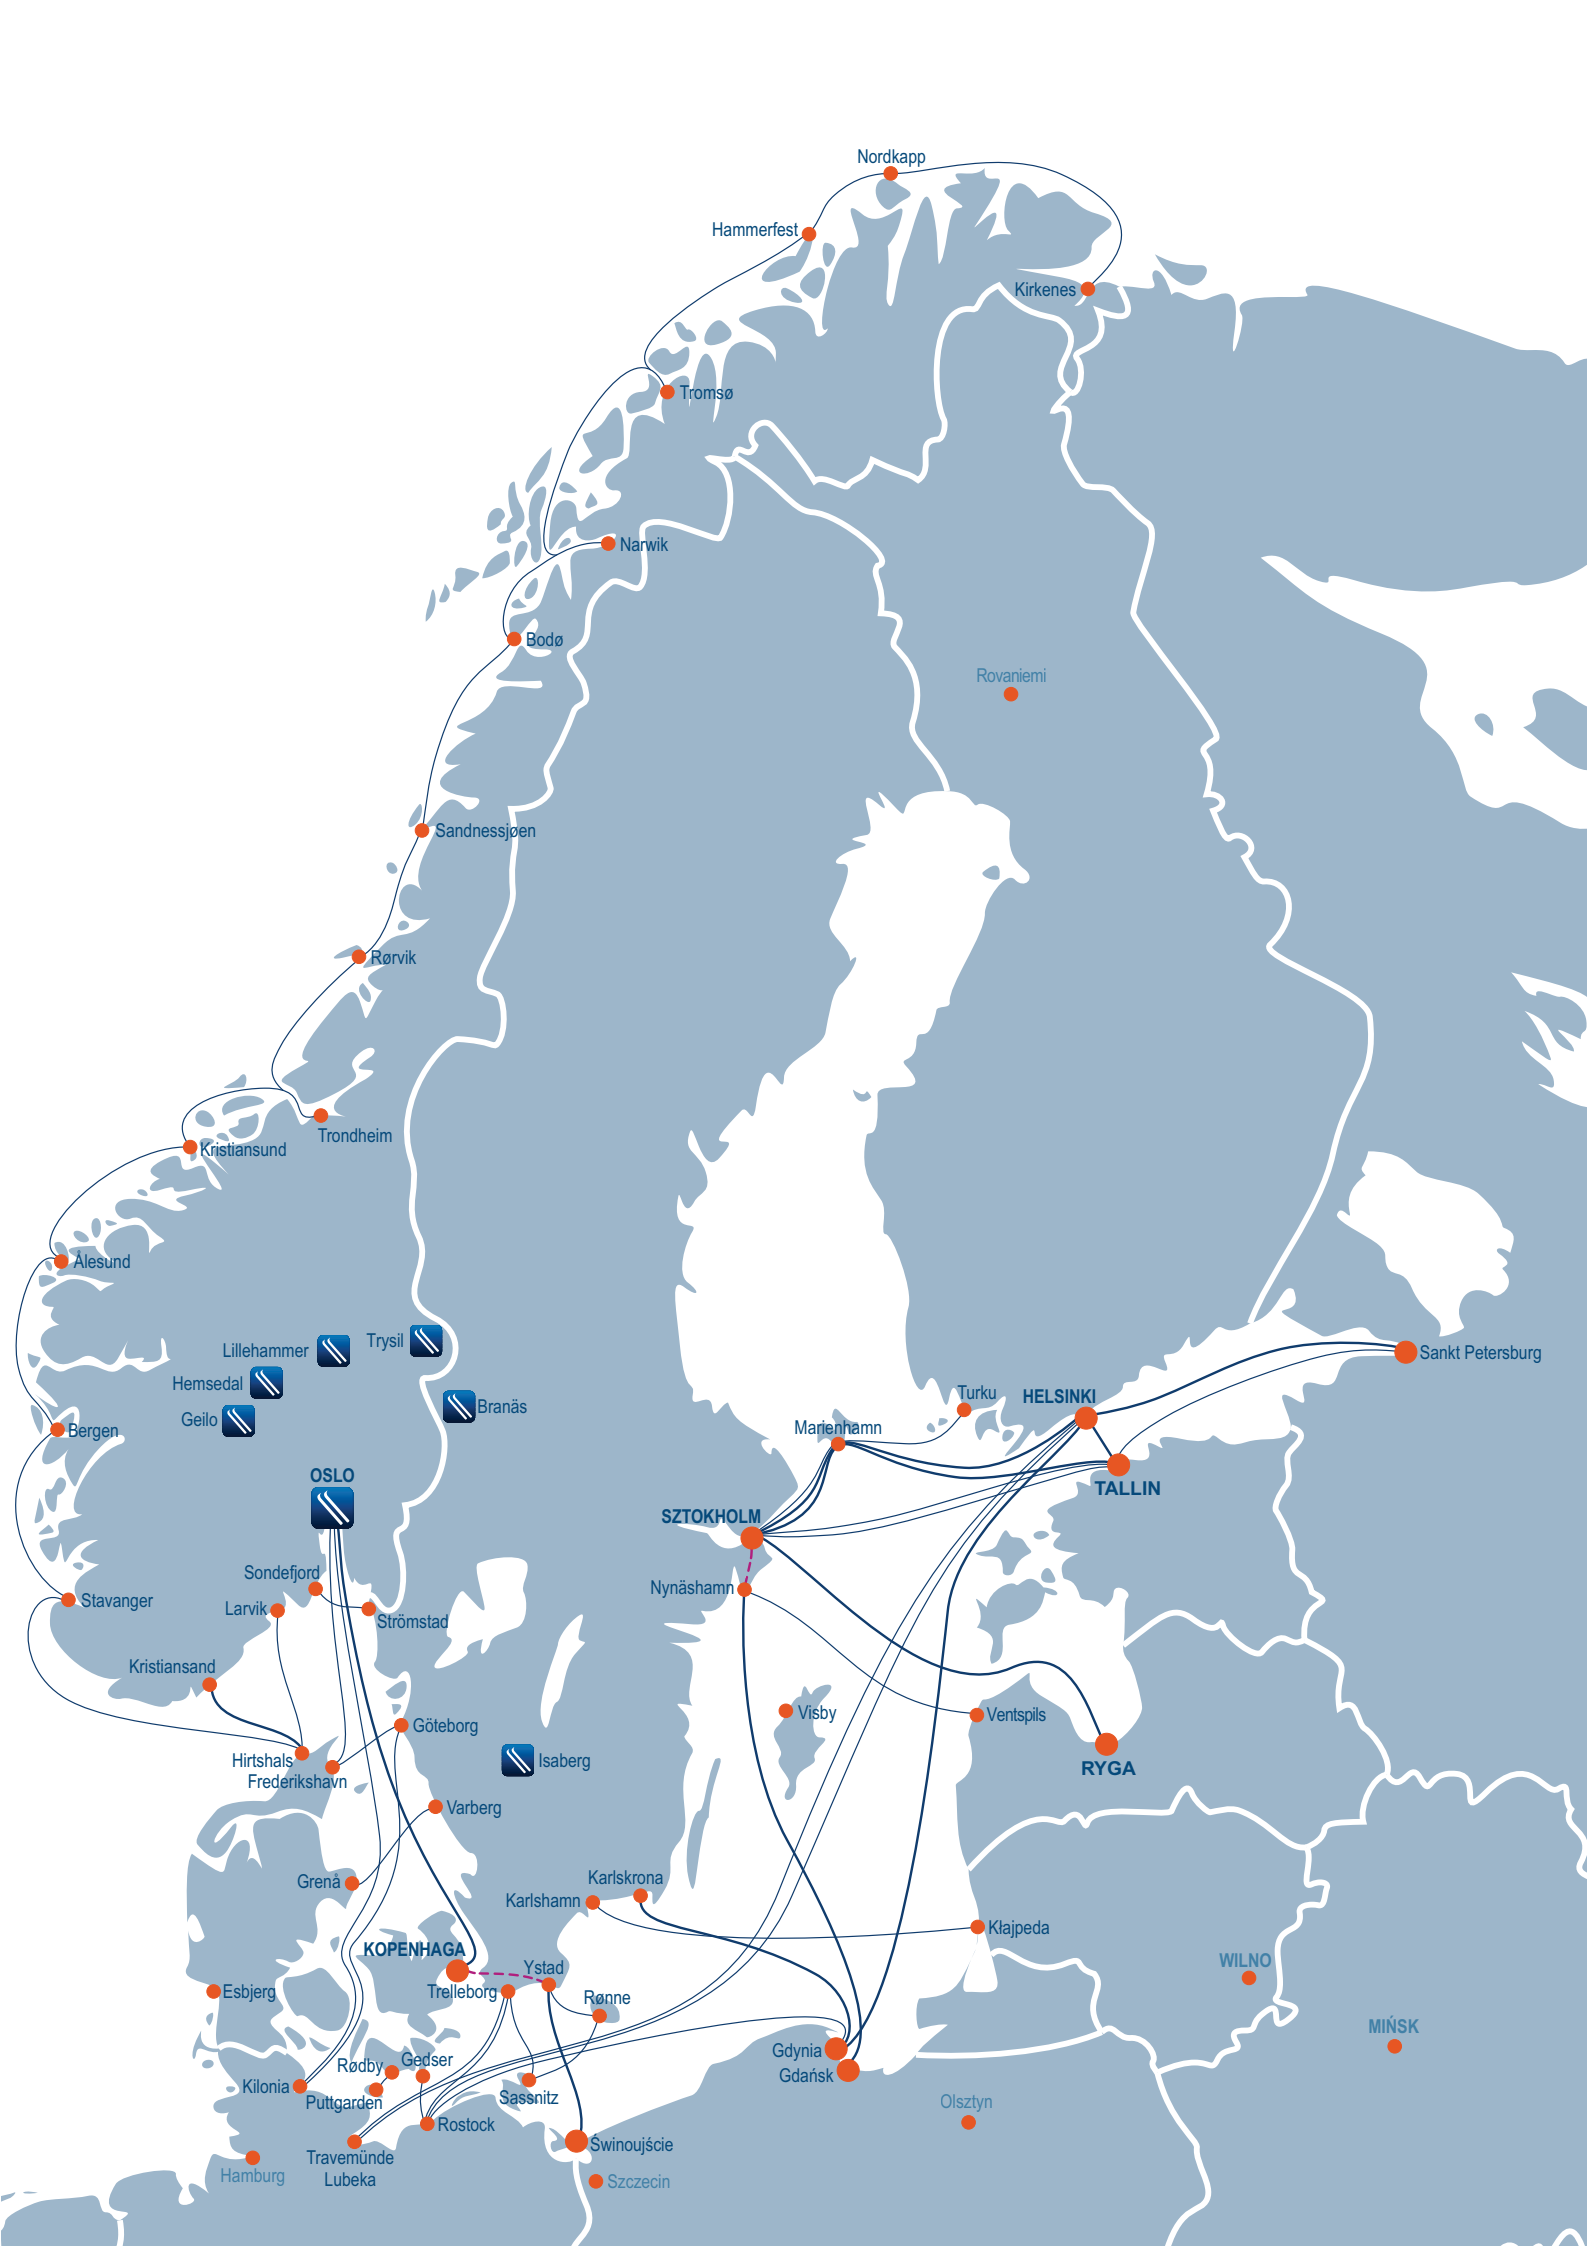 Nordkapp
Hammerfest
Kirkenes
Tromsø
Narwik
Bodø
Rovaniemi
Sandnessjøen
Rørvik
Trondheim
Kristiansund
Ålesund
Lillehammer
Trysil
Hemsedal
Geilo
Branäs
Bergen
Sankt Petersburg
Turku
HELSINKI
Marienhamn
TALLIN
OSLO
SZTOKHOLM
Sondefjord
Nynäshamn
Stavanger
Larvik
Strömstad
Kristiansand
Visby
Ventspils
Göteborg
Hirtshals
Frederikshavn
Isaberg
RYGA
Varberg
Grenå
Karlskrona
Karlshamn
Kłajpeda
KOPENHAGA
Ystad
WILNO
Esbjerg
Trelleborg
Rønne
MIŃSK
Gdynia
Gdańsk
Rødby
Gedser
Kilonia
Puttgarden
Sassnitz
Olsztyn
Rostock
Świnoujście
Travemünde
Lubeka
Hamburg
Szczecin